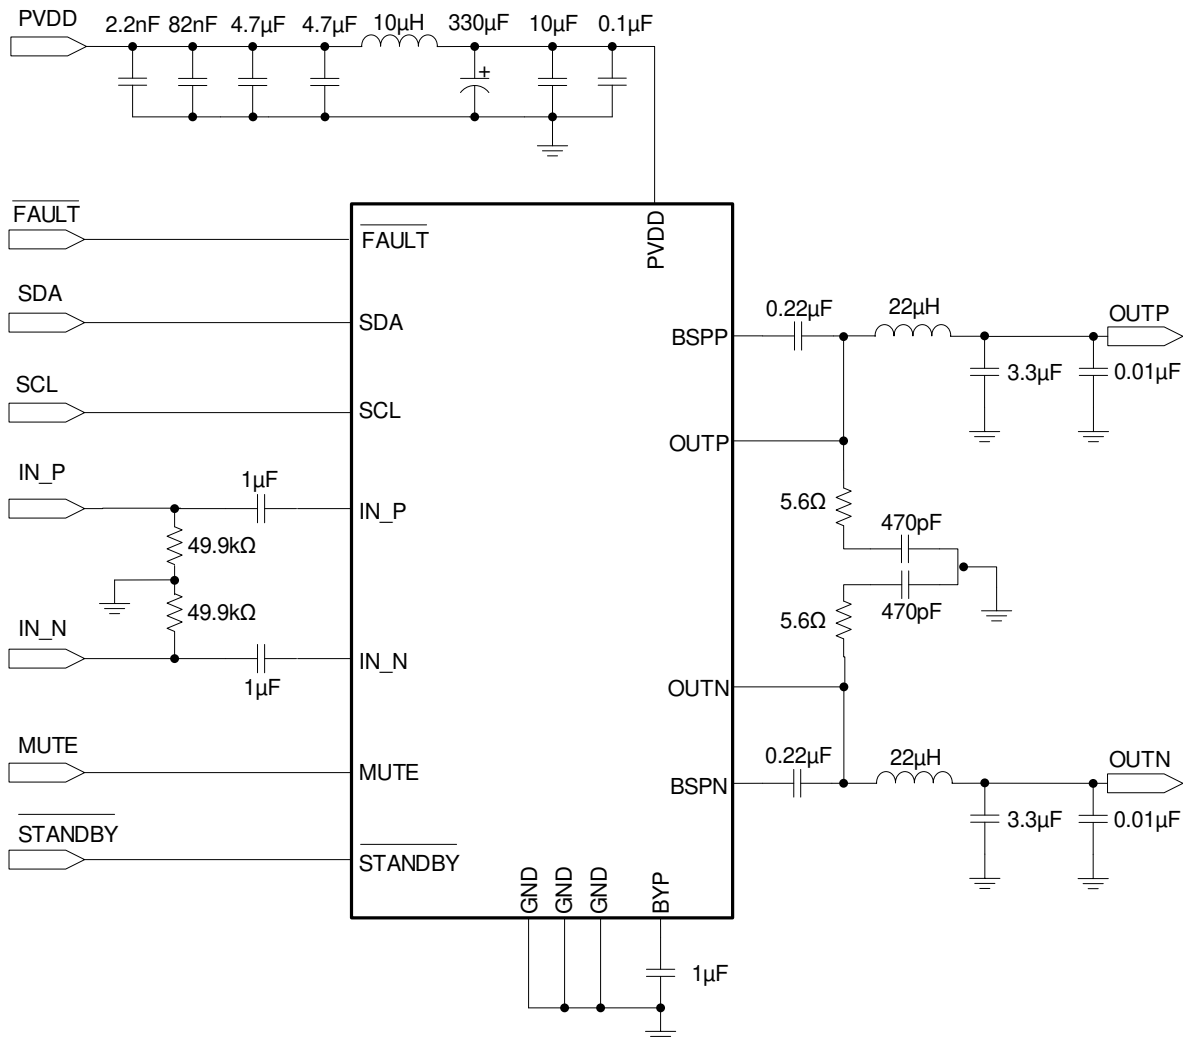 PVDD 2.2nF 82nF 4.7µF 4.7µF 10µH 330µF 10µF 0.1µF
+
FAULT
FAULT
PVDD
SDA
SDA
SCL
SCL
IN_P
1µF
IN_P
49.9kΩ
49.9kΩ
IN_N
1µF
IN_N
MUTE
MUTE
STANDBY
STANDBY
GND
GND
GND
BYP
1µF
BSPP
0.22µF
22µH
OUTP
3.3µF
0.01µF
OUTP
5.6Ω
470pF
470pF
5.6Ω
OUTN
BSPN
0.22µF
22µH
OUTN
3.3µF
0.01µF